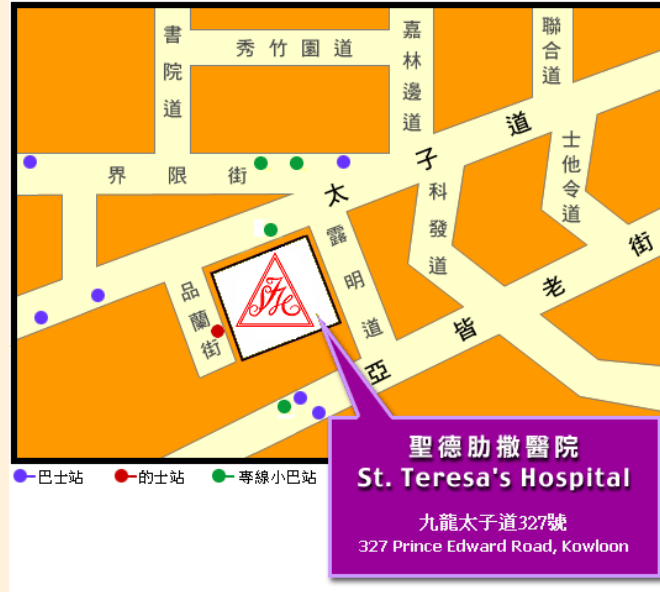 書院道
秀竹園道
嘉林邊道
聯合道
太子道
士他令道
界限街
科發道
露明道
品蘭街
亞皆老街
STH
巴士站
的士站
專線小巴站
聖德肋撒醫院
St. Teresa's Hospital
九龍太子道327號
327 Prince Edward Road, Kowloon